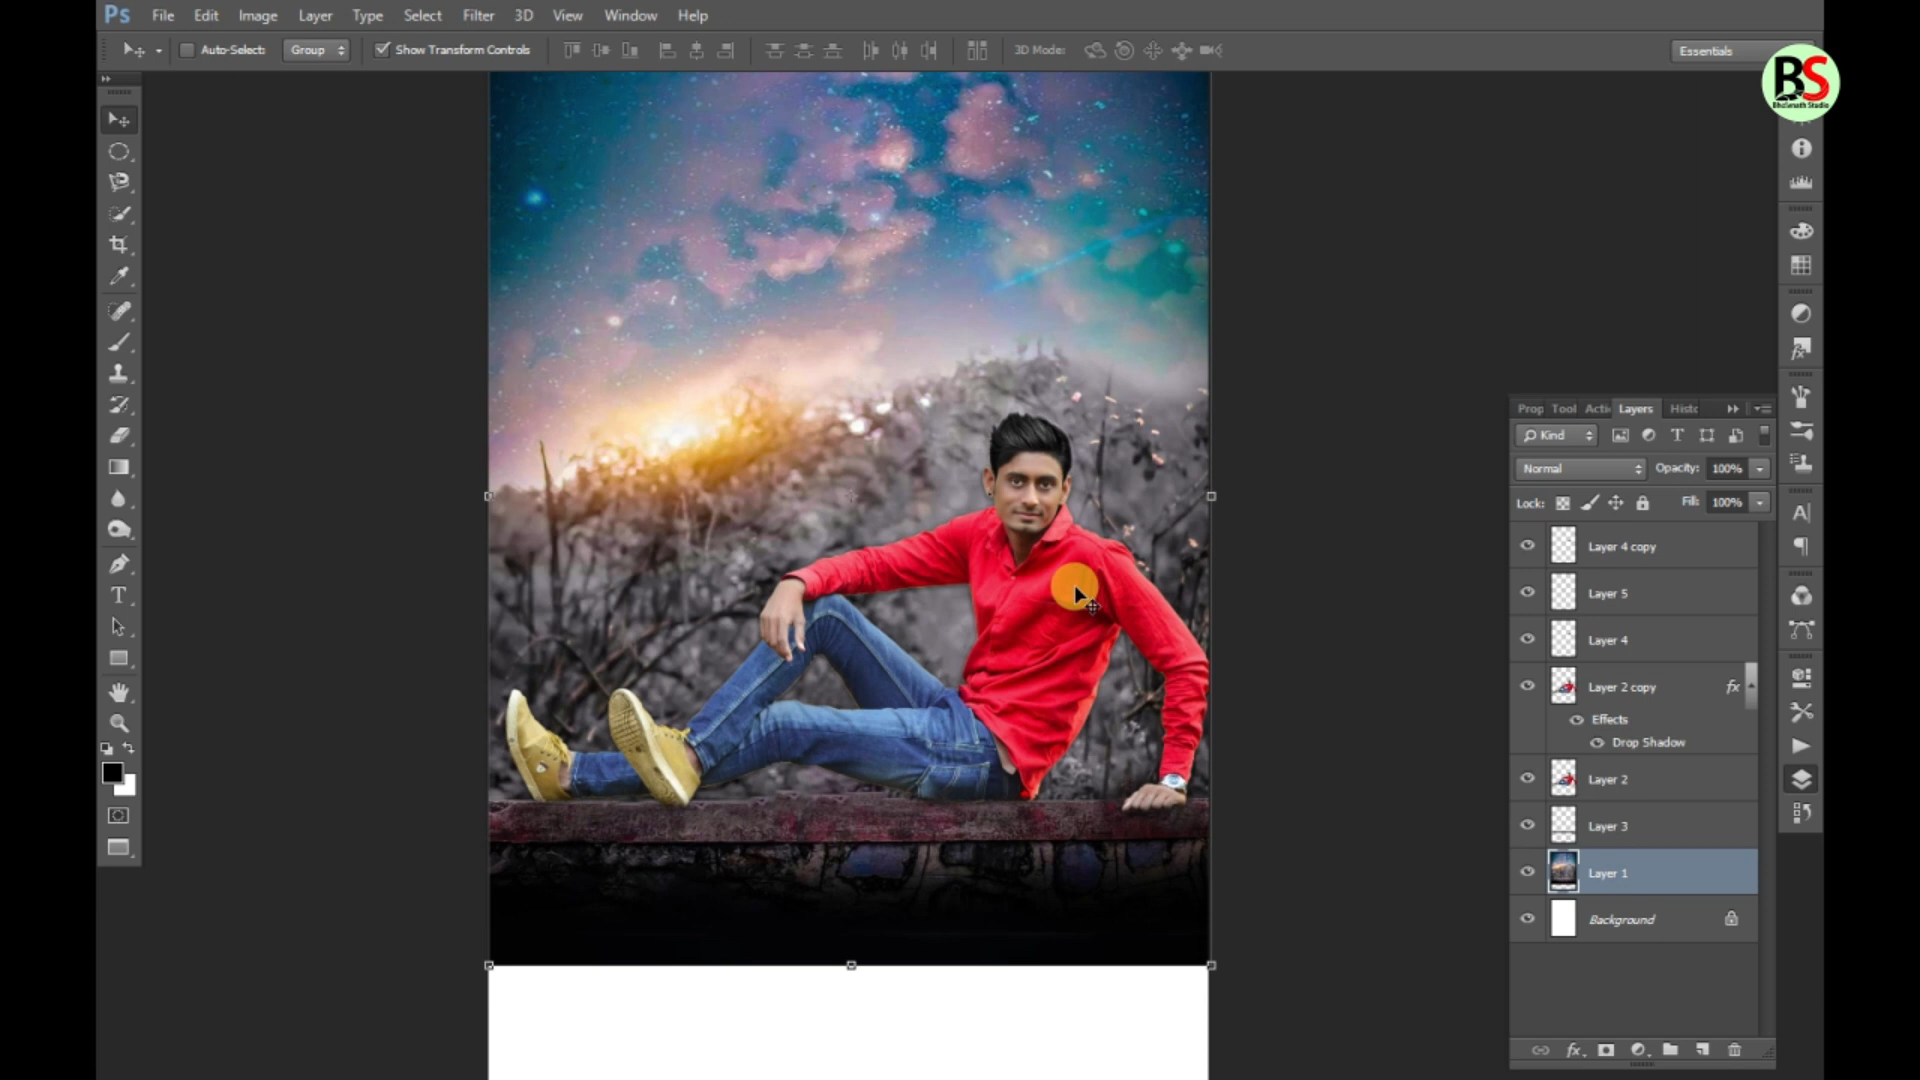 Ps File Edit Image Layer Type Select Filter 3D View Window Help
Auto-Select: Group Show Transform Controls 3D Mode: Essentials
BS
Bholenath Studio
Prop Tool Acti Layers Histc
Kind
Normal Opacity: 100%
Lock: Fill: 100%
Layer 4 copy
Layer 5
Layer 4
Layer 2 copy fx
Effects
Drop Shadow
Layer 2
Layer 3
Layer 1
Background